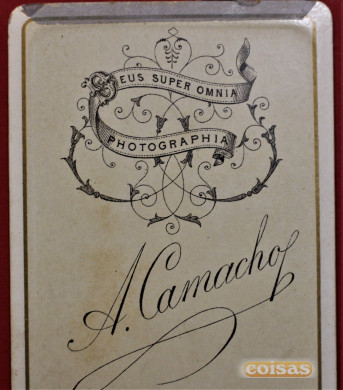 DEUS SUPER OMNIA
PHOTOGRAPHIA
A. Camacho
coisas